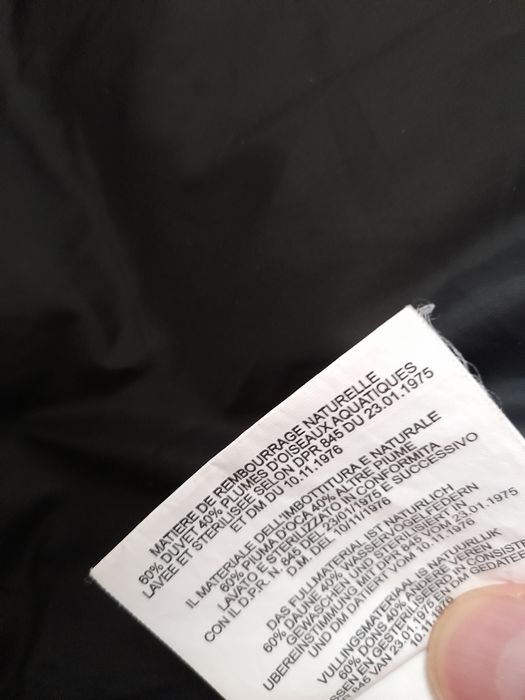 MATIERE DE REMBOURRAGE NATURELLE
60% DUVET 40% PLUMES D'OISEAUX AQUATIQUES
LAVEE ET STERILISEE SELON DPR 845 DU 23.01.1975
ET DM DU 10.11.1976
IL MATERIALE DELL'IMBOTTITURA E NATURALE
60% PIUMA D'OCA 40% ALTRE PIUME
LAVATO E STERILIZZATO IN CONFORMITA
CON IL D.P.R. N. 845 DEL 23/01/1975 E SUCCESSIVO
D.M. DEL 10/11/1976
DAS FULLMATERIAL IST NATURLICH
60% DAUNE 40% WASSERVOGELFEDERN
GEWASCHEN UND STERILISIERT IN
UBEREINSTIMMUNG MIT DPR 845 VOM 23.01.1975
UND DM DATIERT VOM 10.11.1976
VULLINGSMATERIAAL IS NATUURLIJK
60% DONS 40% ANDEREN
EN GESTERILISEERD IN CONSISTE
845 VAN 23.01.1975 EN DM GEDATEE
10.11.1976